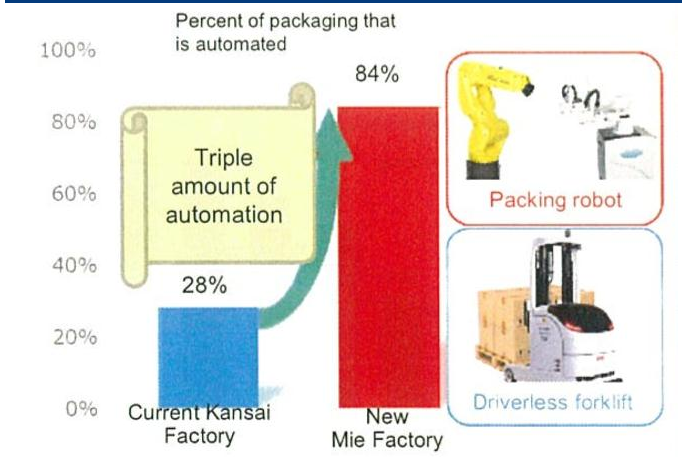 Percent of packaging that
is automated
100%
84%
80%
Triple
amount of
automation
60%
Packing robot
40%
28%
20%
0%
Current Kansai
Factory
New
Mie Factory
Driverless forklift